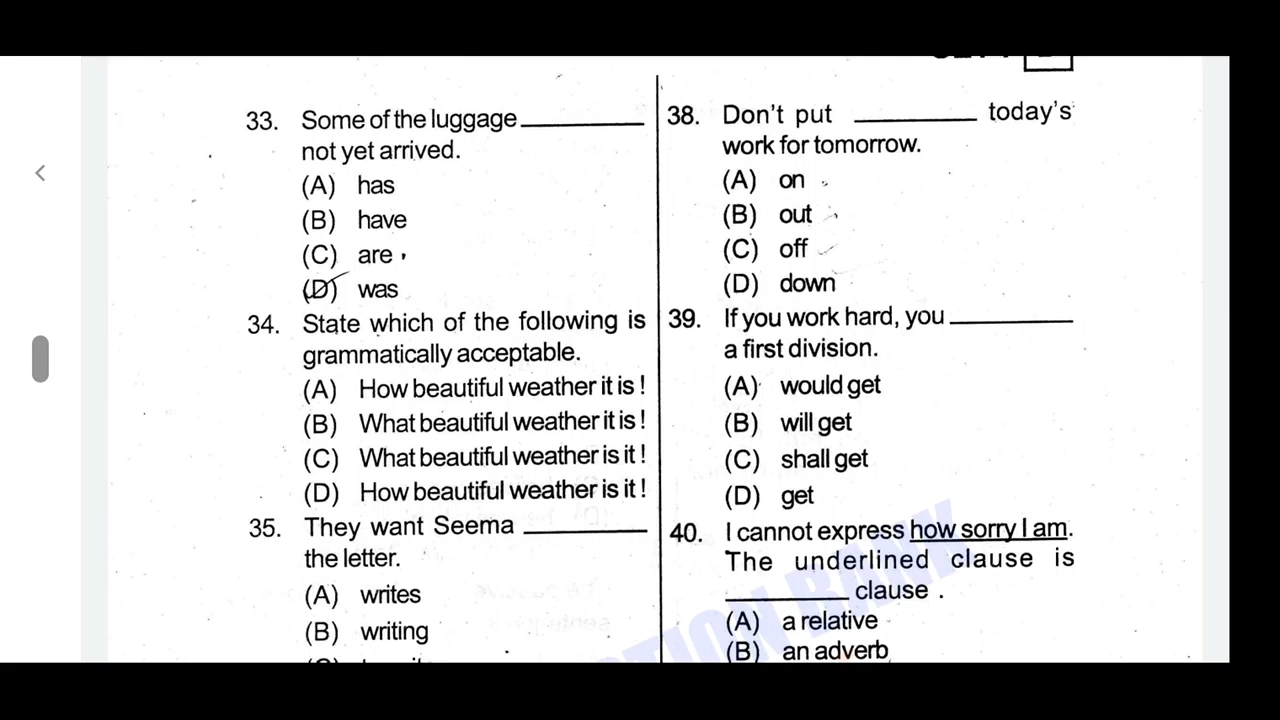 33. Some of the luggage ________
not yet arrived.
(A) has
(B) have
(C) are
(D) was
34. State which of the following is
grammatically acceptable.
(A) How beautiful weather it is !
(B) What beautiful weather it is !
(C) What beautiful weather is it !
(D) How beautiful weather is it !
35. They want Seema ________
the letter.
(A) writes
(B) writing
38. Don't put ________ today's
work for tomorrow.
(A) on
(B) out
(C) off
(D) down
39. If you work hard, you ________
a first division.
(A) would get
(B) will get
(C) shall get
(D) get
40. I cannot express how sorry I am.
The underlined clause is
________ clause .
(A) a relative
(B) an adverb